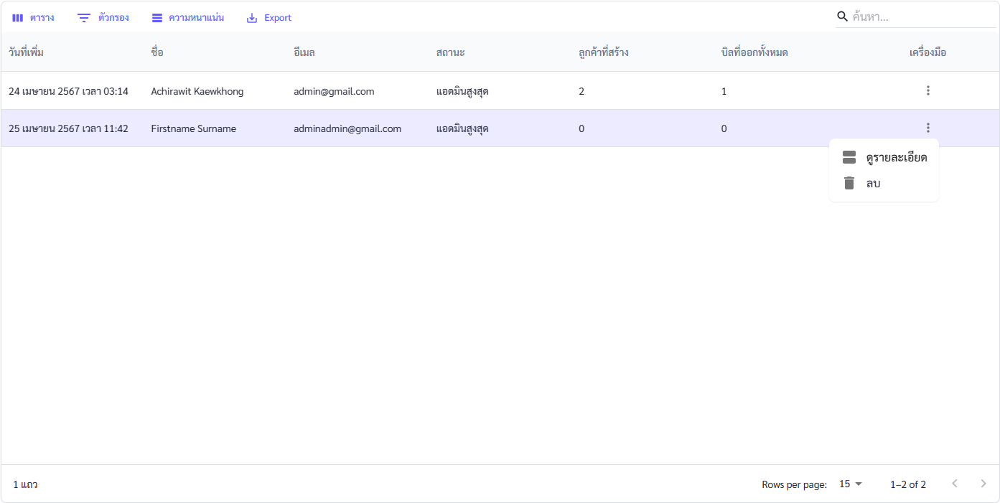 ตาราง ตัวกรอง ความหนาแน่น Export ค้นหา...
วันที่เพิ่ม ชื่อ อีเมล สถานะ ลูกค้าที่สร้าง บิลที่ออกทั้งหมด เครื่องมือ
24 เมษายน 2567 เวลา 03:14 Achirawit Kaewkhong admin@gmail.com แอดมินสูงสุด 2 1
25 เมษายน 2567 เวลา 11:42 Firstname Surname adminadmin@gmail.com แอดมินสูงสุด 0 0
ดูรายละเอียด
ลบ
1 แถว Rows per page: 15 1–2 of 2